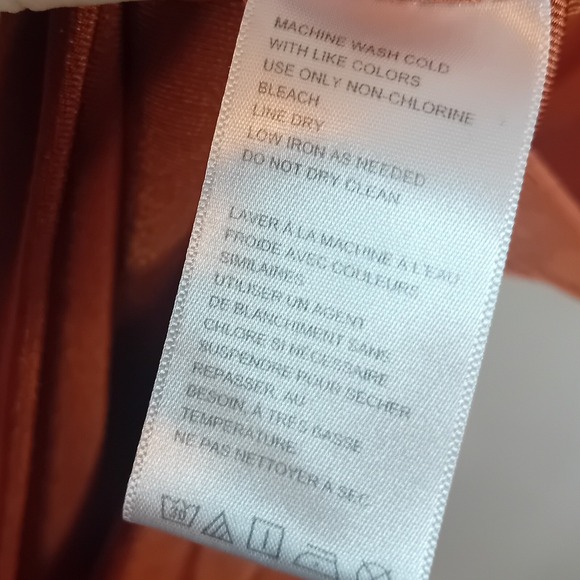 MACHINE WASH COLD
WITH LIKE COLORS
USE ONLY NON-CHLORINE
BLEACH
LINE DRY
LOW IRON AS NEEDED
DO NOT DRY CLEAN
LAVER À LA MACHINE À L'EAU
FROIDE AVEC COULEURS
SIMILAIRES
UTILISER UN AGENT
DE BLANCHIMENT SANS
CHLORE SI NÉCESSAIRE
SUSPENDRE POUR SÉCHER
REPASSER, AU
BESOIN, À TRÈS BASSE
TEMPERATURE
NE PAS NETTOYER À SEC
30